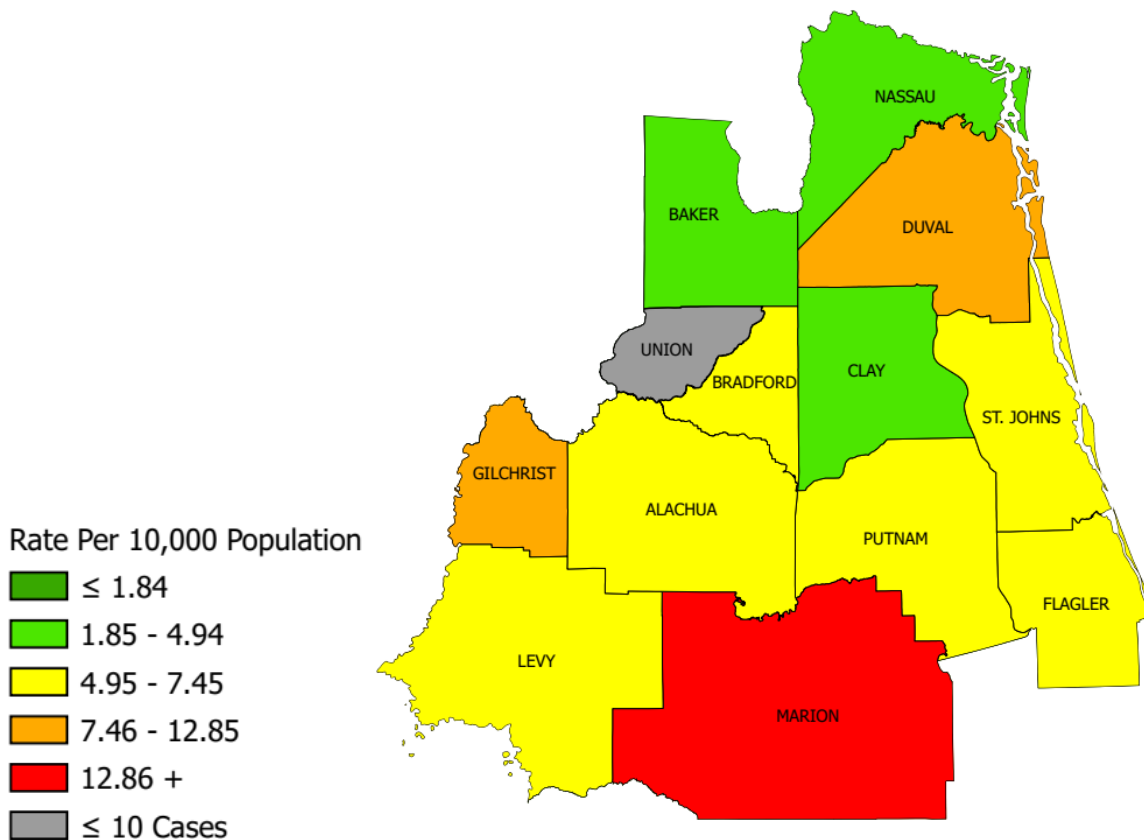 NASSAU
BAKER
DUVAL
UNION
BRADFORD
CLAY
ST. JOHNS
GILCHRIST
ALACHUA
PUTNAM
FLAGLER
LEVY
MARION
Rate Per 10,000 Population
≤ 1.84
1.85 - 4.94
4.95 - 7.45
7.46 - 12.85
12.86 +
≤ 10 Cases